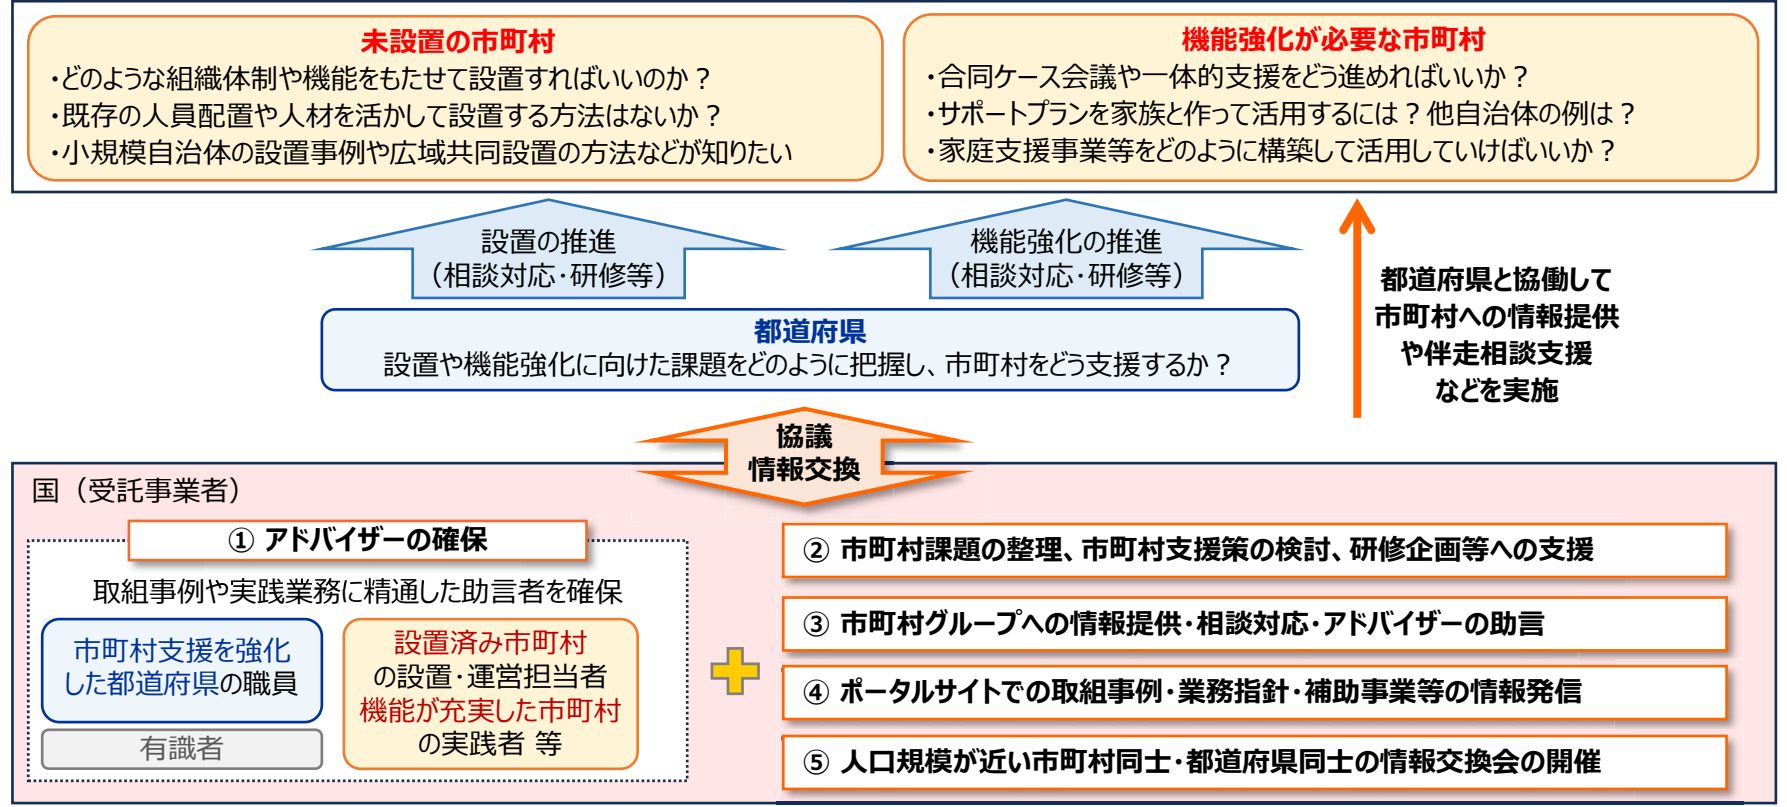 未設置の市町村
・どのような組織体制や機能をもたせて設置すればいいのか？
・既存の人員配置や人材を活かして設置する方法はないか？
・小規模自治体の設置事例や広域共同設置の方法などが知りたい
機能強化が必要な市町村
・合同ケース会議や一体的支援をどう進めればいいか？
・サポートプランを家族と作って活用するには？他自治体の例は？
・家庭支援事業等をどのように構築して活用していけばいいか？
設置の推進
（相談対応・研修等）
機能強化の推進
（相談対応・研修等）
都道府県と協働して
市町村への情報提供
や伴走相談支援
などを実施
都道府県
設置や機能強化に向けた課題をどのように把握し、市町村をどう支援するか？
協議
情報交換
国（受託事業者）
① アドバイザーの確保
取組事例や実践業務に精通した助言者を確保
市町村支援を強化
した都道府県の職員
有識者
設置済み市町村
の設置・運営担当者
機能が充実した市町村
の実践者 等
② 市町村課題の整理、市町村支援策の検討、研修企画等への支援
③ 市町村グループへの情報提供・相談対応・アドバイザーの助言
④ ポータルサイトでの取組事例・業務指針・補助事業等の情報発信
⑤ 人口規模が近い市町村同士・都道府県同士の情報交換会の開催